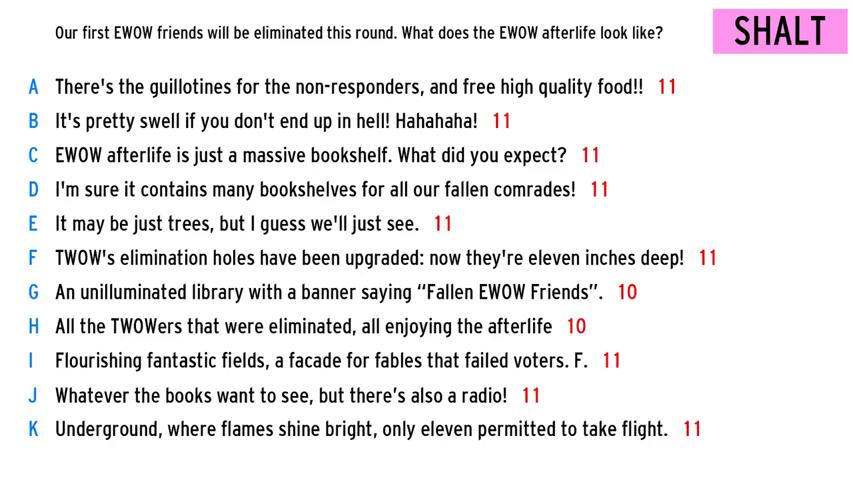 Our first EWOW friends will be eliminated this round. What does the EWOW afterlife look like?
SHALT
A There's the guillotines for the non-responders, and free high quality food!! 11
B It's pretty swell if you don't end up in hell! Hahahaha! 11
C EWOW afterlife is just a massive bookshelf. What did you expect? 11
D I'm sure it contains many bookshelves for all our fallen comrades! 11
E It may be just trees, but I guess we'll just see. 11
F TWOW's elimination holes have been upgraded: now they're eleven inches deep! 11
G An unilluminated library with a banner saying “Fallen EWOW Friends”. 10
H All the TWOWers that were eliminated, all enjoying the afterlife 10
I Flourishing fantastic fields, a facade for fables that failed voters. F. 11
J Whatever the books want to see, but there’s also a radio! 11
K Underground, where flames shine bright, only eleven permitted to take flight. 11